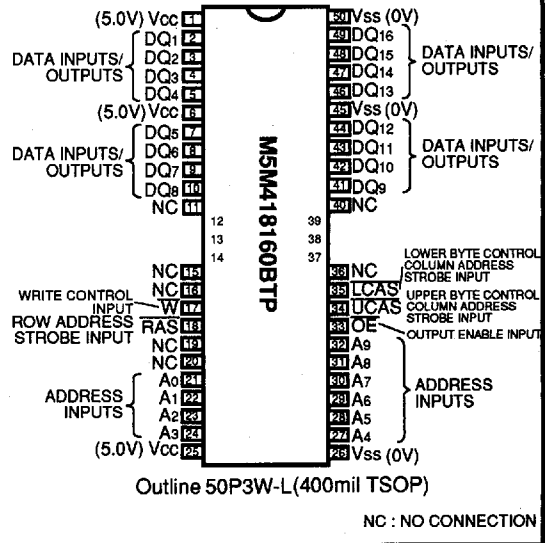 (5.0V) Vcc 1
DQ1 2
DQ2 3
DQ3 4
DQ4 5
DATA INPUTS/
OUTPUTS
(5.0V) Vcc 6
DQ5 7
DQ6 8
DQ7 9
DQ8 10
DATA INPUTS/
OUTPUTS
NC 11
12
13
14
NC 15
NC 16
WRITE CONTROL
INPUT
W 17
ROW ADDRESS
STROBE INPUT
RAS 18
NC 19
NC 20
A0 21
A1 22
A2 23
A3 24
ADDRESS
INPUTS
(5.0V) Vcc 25
M5M418160BTP
50 Vss (0V)
49 DQ16
48 DQ15
47 DQ14
46 DQ13
DATA INPUTS/
OUTPUTS
45 Vss (0V)
44 DQ12
43 DQ11
42 DQ10
41 DQ9
DATA INPUTS/
OUTPUTS
40 NC
39
38
37
36 NC
LOWER BYTE CONTROL
COLUMN ADDRESS
STROBE INPUT
35 LCAS
34 UCAS
UPPER BYTE CONTROL
COLUMN ADDRESS
STROBE INPUT
33 OE
OUTPUT ENABLE INPUT
32 A9
31 A8
30 A7
29 A6
28 A5
27 A4
ADDRESS
INPUTS
26 Vss (0V)
Outline 50P3W-L(400mil TSOP)
NC : NO CONNECTION